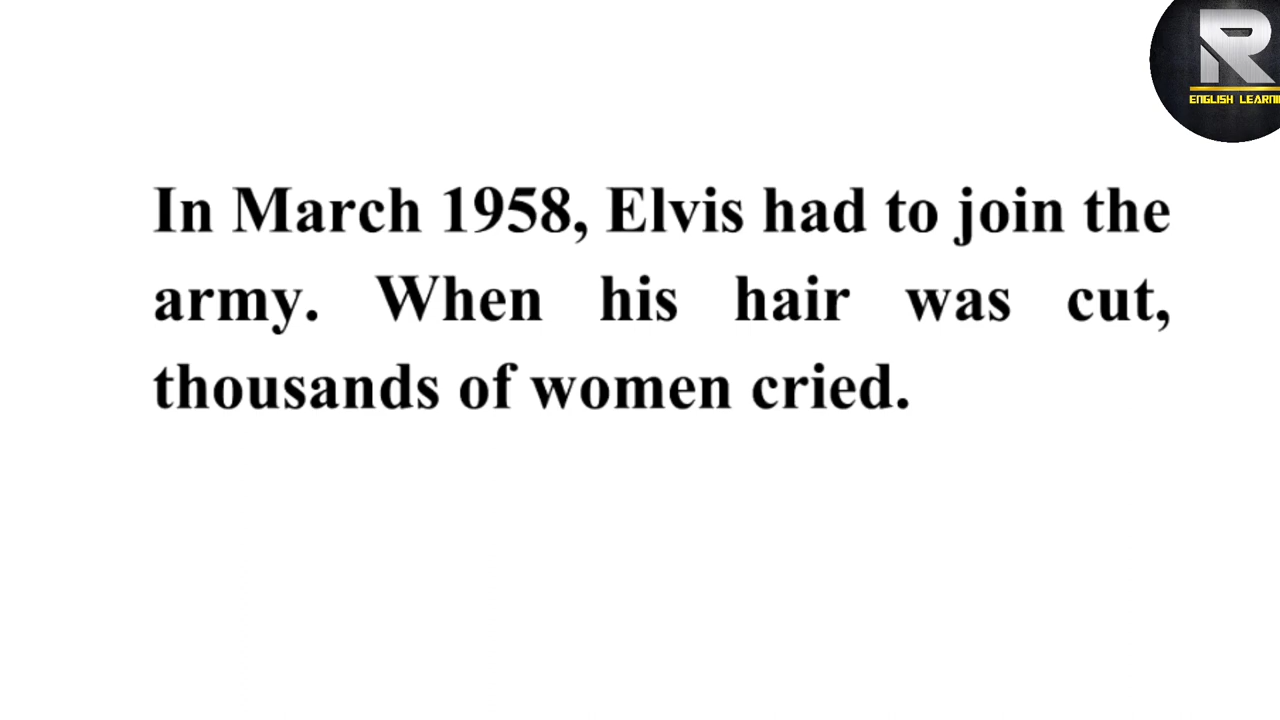 R
ENGLISH LEARNI
In March 1958, Elvis had to join the
army. When his hair was cut,
thousands of women cried.